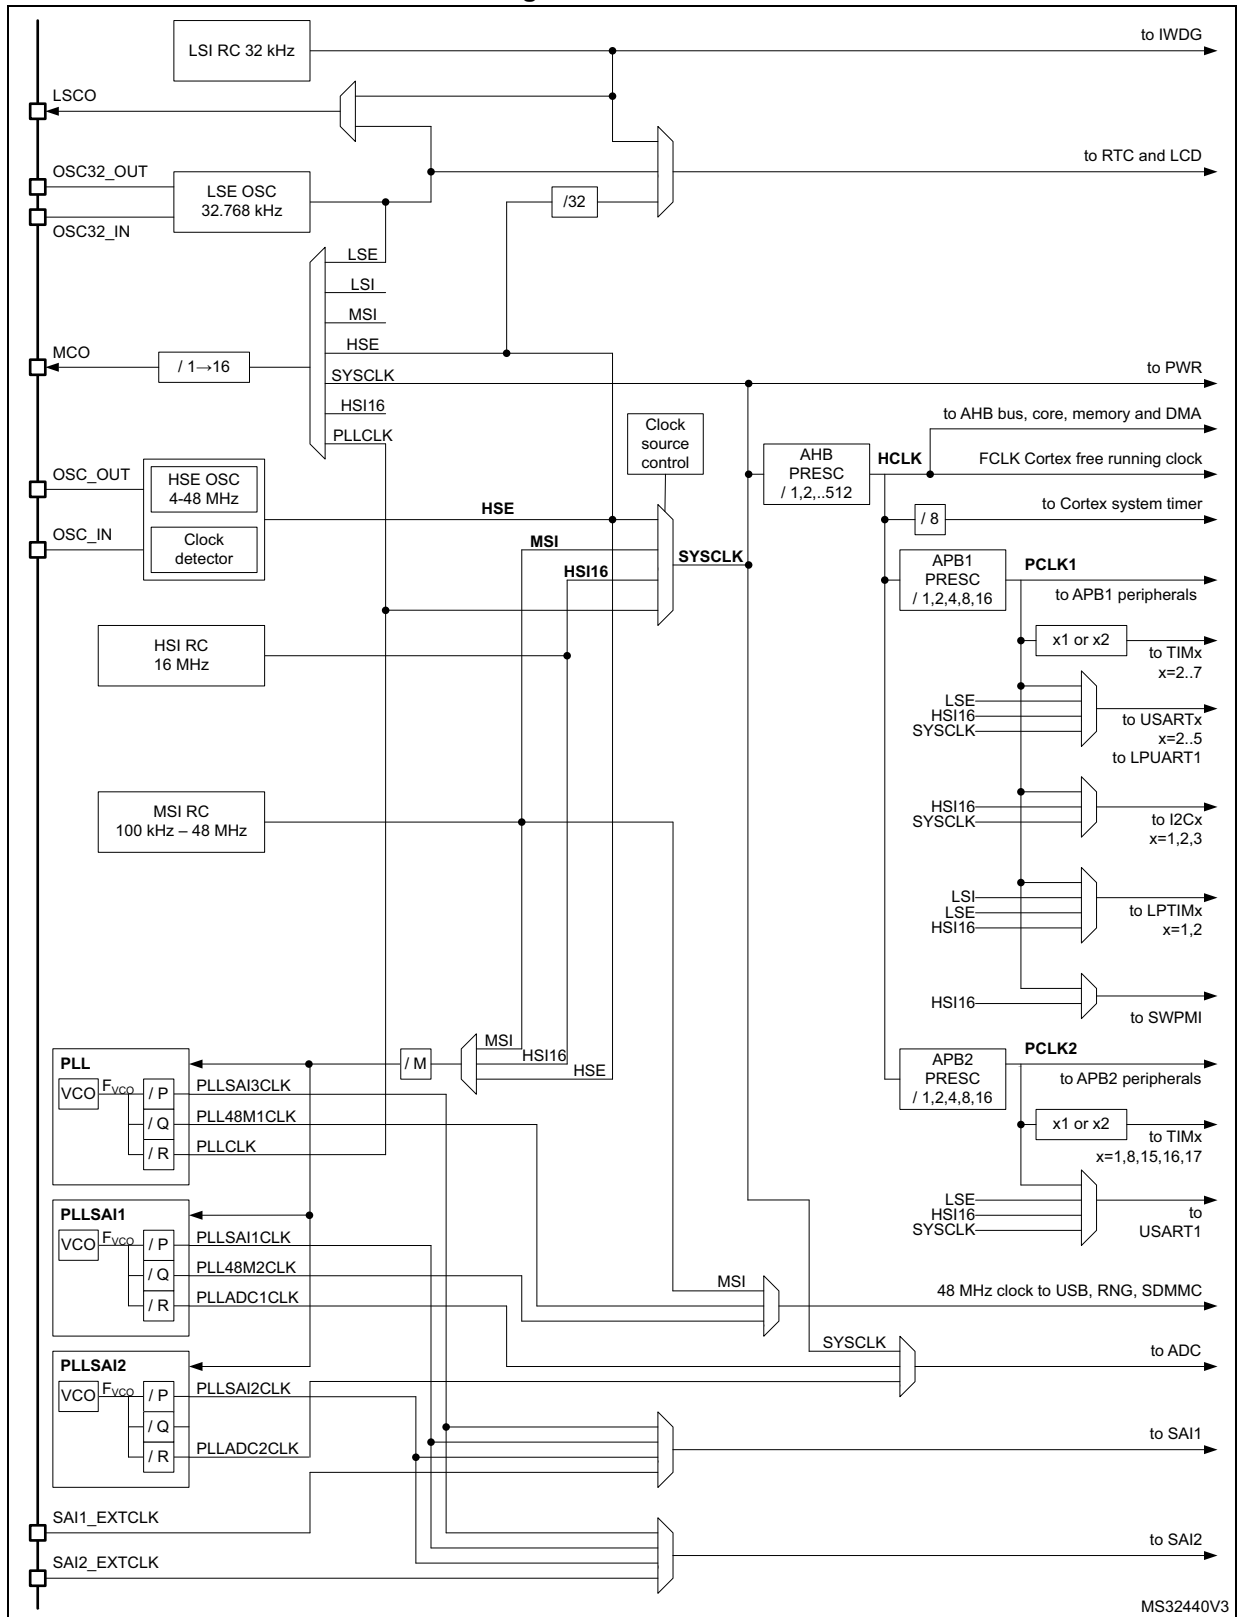 LSI RC 32 kHz
to IWDG
LSCO
to RTC and LCD
OSC32_OUT
LSE OSC
32.768 kHz
/32
OSC32_IN
LSE
LSI
MSI
HSE
MCO
/ 1→16
SYSCLK
to PWR
HSI16
PLLCLK
Clock
source
control
to AHB bus, core, memory and DMA
AHB
PRESC
/ 1,2,..512
HCLK
FCLK Cortex free running clock
OSC_OUT
HSE OSC
4-48 MHz
HSE
/ 8
to Cortex system timer
OSC_IN
Clock
detector
MSI
HSI16
SYSCLK
APB1
PRESC
/ 1,2,4,8,16
PCLK1
to APB1 peripherals
HSI RC
16 MHz
x1 or x2
to TIMx
x=2..7
LSE
HSI16
SYSCLK
to USARTx
x=2..5
to LPUART1
MSI RC
100 kHz – 48 MHz
HSI16
SYSCLK
to I2Cx
x=1,2,3
LSI
LSE
HSI16
to LPTIMx
x=1,2
HSI16
to SWPMI
MSI
HSI16
HSE
/ M
PLL
VCO
FVCO
/ P
PLLSAI3CLK
/ Q
PLL48M1CLK
/ R
PLLCLK
APB2
PRESC
/ 1,2,4,8,16
PCLK2
to APB2 peripherals
x1 or x2
to TIMx
x=1,8,15,16,17
LSE
HSI16
SYSCLK
to
USART1
PLLSAI1
VCO
FVCO
/ P
PLLSAI1CLK
/ Q
PLL48M2CLK
/ R
PLLADC1CLK
MSI
48 MHz clock to USB, RNG, SDMMC
SYSCLK
to ADC
PLLSAI2
VCO
FVCO
/ P
PLLSAI2CLK
/ Q
/ R
PLLADC2CLK
to SAI1
SAI1_EXTCLK
to SAI2
SAI2_EXTCLK
MS32440V3